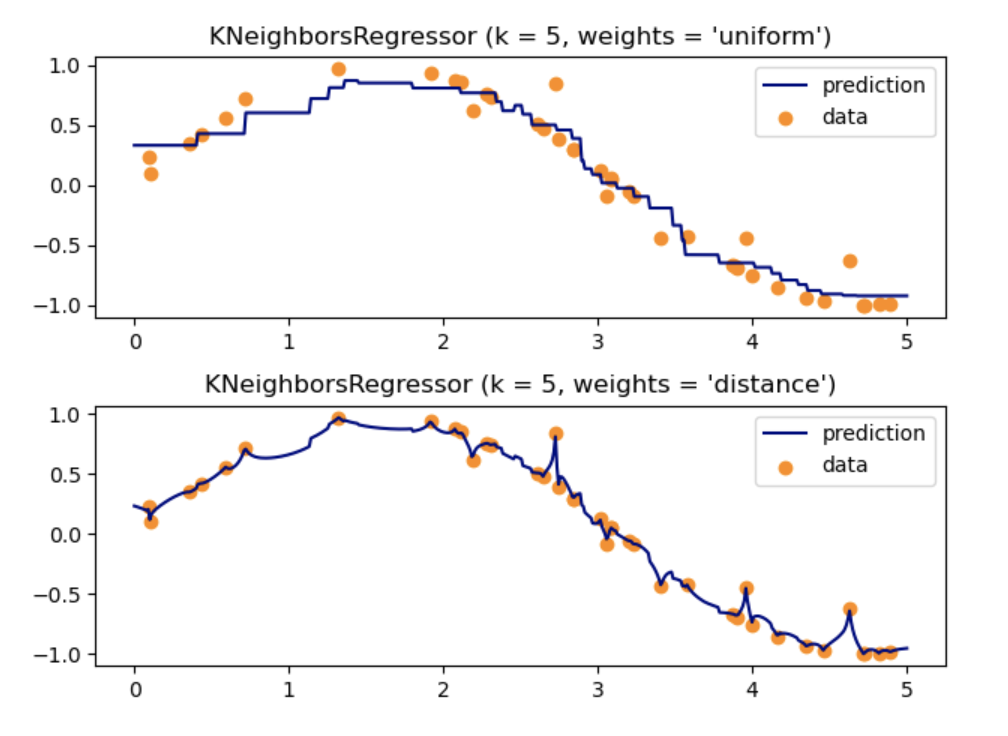 KNeighborsRegressor (k = 5, weights = 'uniform')
1.0
0.5
0.0
−0.5
−1.0
prediction
data
0 1 2 3 4 5
KNeighborsRegressor (k = 5, weights = 'distance')
1.0
0.5
0.0
−0.5
−1.0
prediction
data
0 1 2 3 4 5